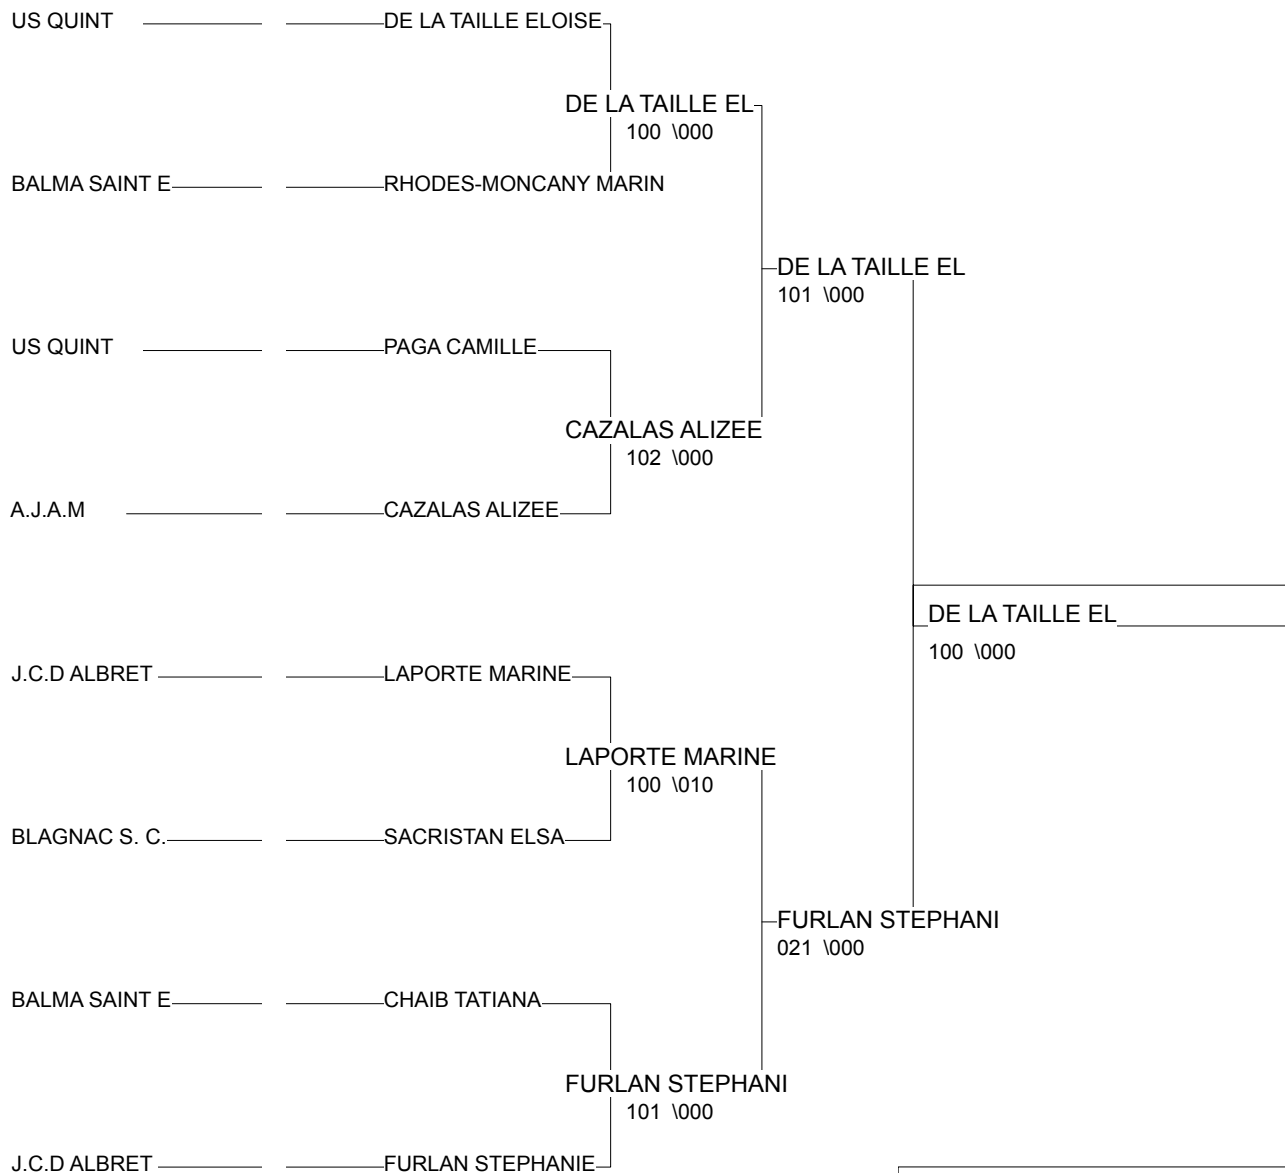 US QUINT DE LA TAILLE ELOISE
DE LA TAILLE EL
100 \000
BALMA SAINT E RHODES-MONCANY MARIN
DE LA TAILLE EL
101 \000
US QUINT PAGA CAMILLE
CAZALAS ALIZEE
102 \000
A.J.A.M CAZALAS ALIZEE
DE LA TAILLE EL
100 \000
J.C.D ALBRET LAPORTE MARINE
LAPORTE MARINE
100 \010
BLAGNAC S. C. SACRISTAN ELSA
FURLAN STEPHANI
021 \000
BALMA SAINT E CHAIB TATIANA
FURLAN STEPHANI
101 \000
J.C.D ALBRET FURLAN STEPHANIE